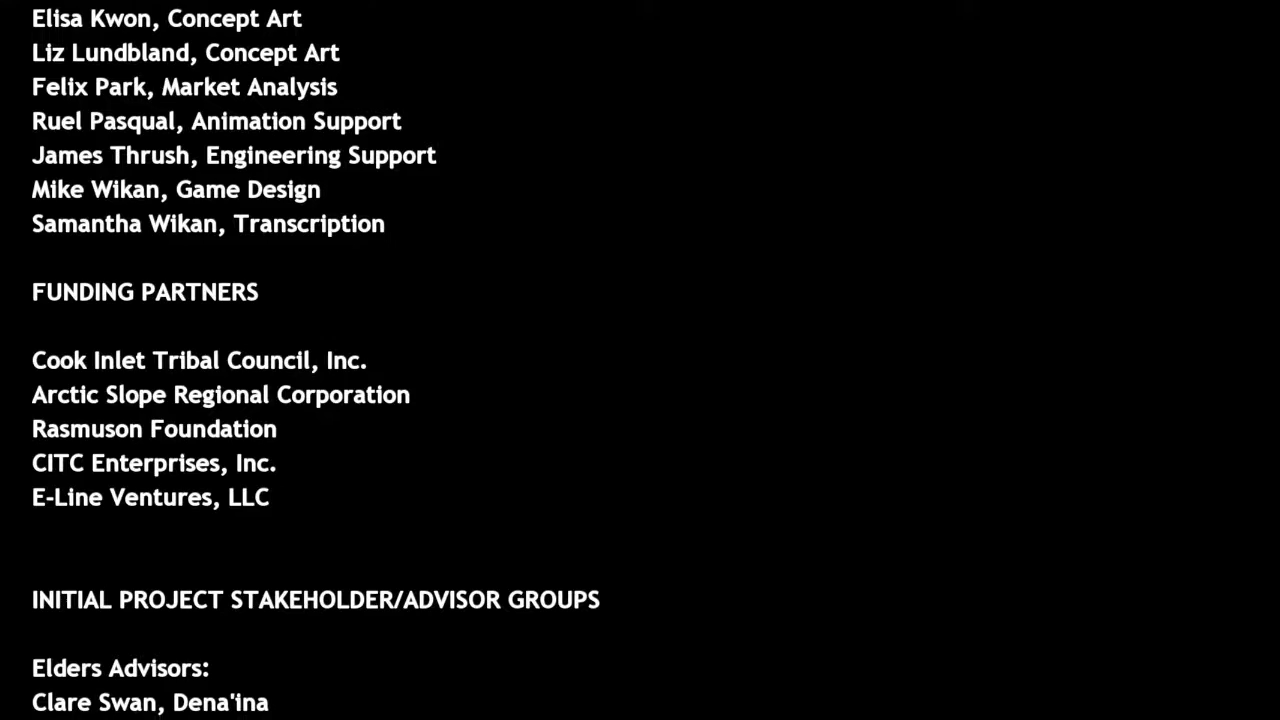 Elisa Kwon, Concept Art
Liz Lundbland, Concept Art
Felix Park, Market Analysis
Ruel Pasqual, Animation Support
James Thrush, Engineering Support
Mike Wikan, Game Design
Samantha Wikan, Transcription
FUNDING PARTNERS
Cook Inlet Tribal Council, Inc.
Arctic Slope Regional Corporation
Rasmuson Foundation
CITC Enterprises, Inc.
E-Line Ventures, LLC
INITIAL PROJECT STAKEHOLDER/ADVISOR GROUPS
Elders Advisors:
Clare Swan, Dena'ina